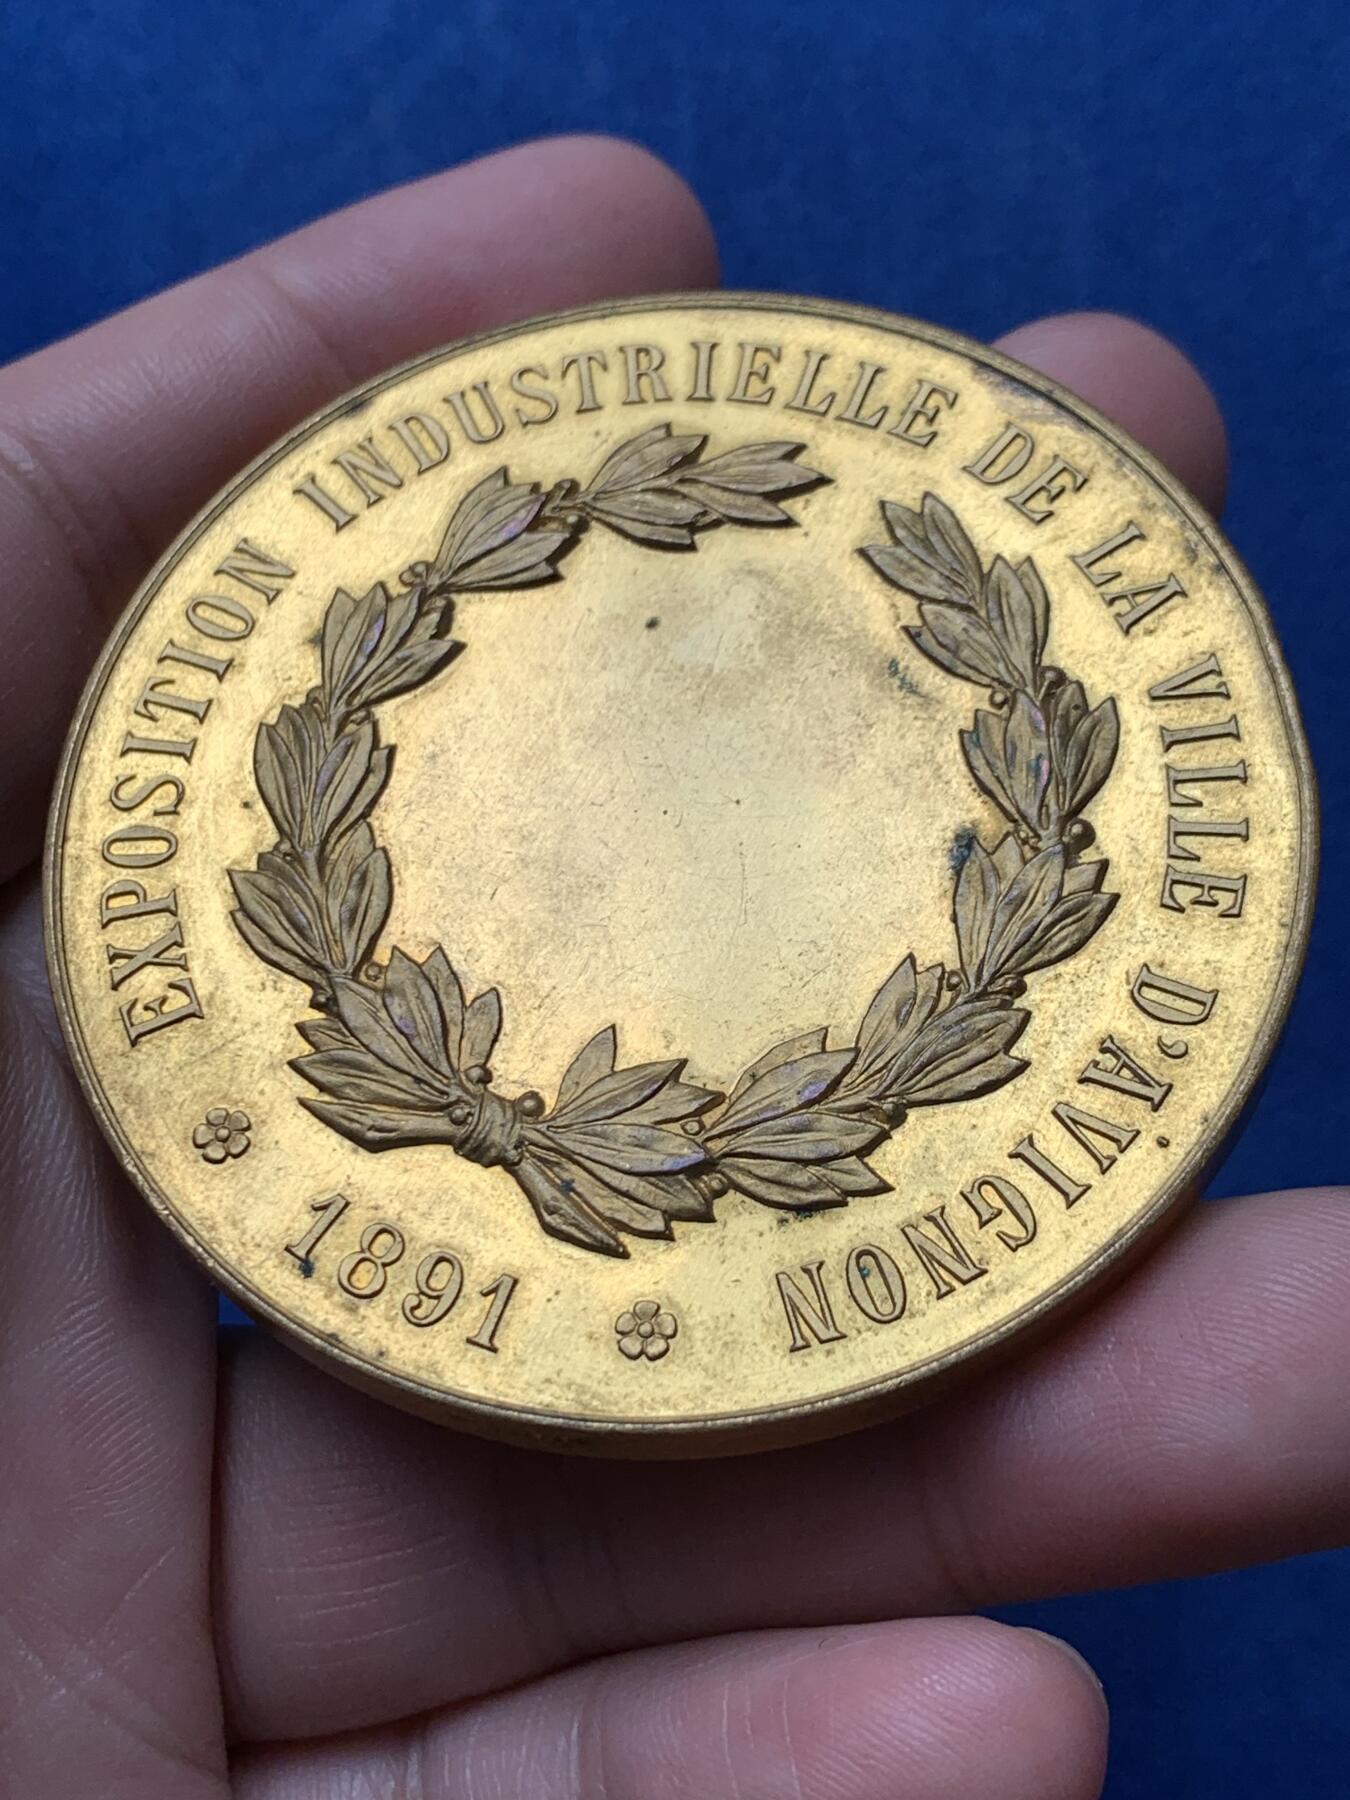 EXPOSITION INDUSTRIELLE DE LA VILLE D'AVIGNON
1891